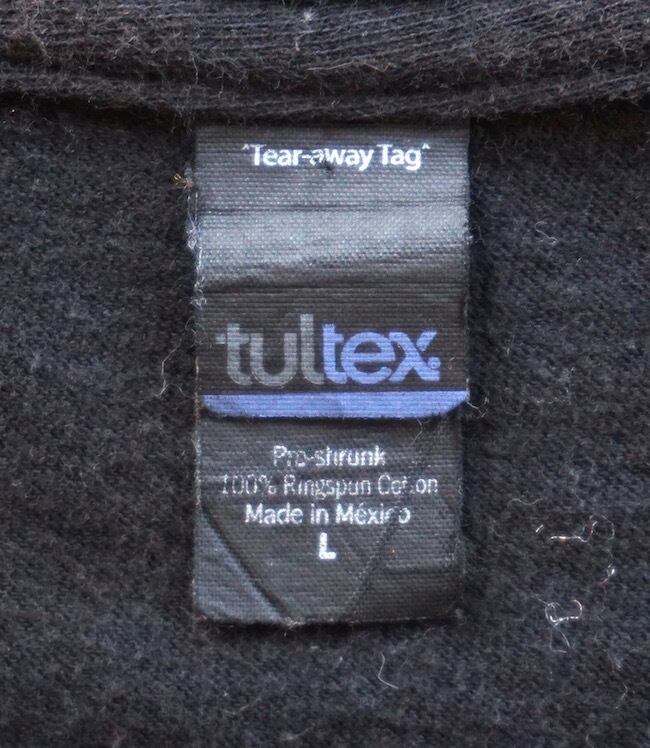 "Tear-away Tag"
tultex
Pre-shrunk
100% Ringspun Cotton
Made in México
L